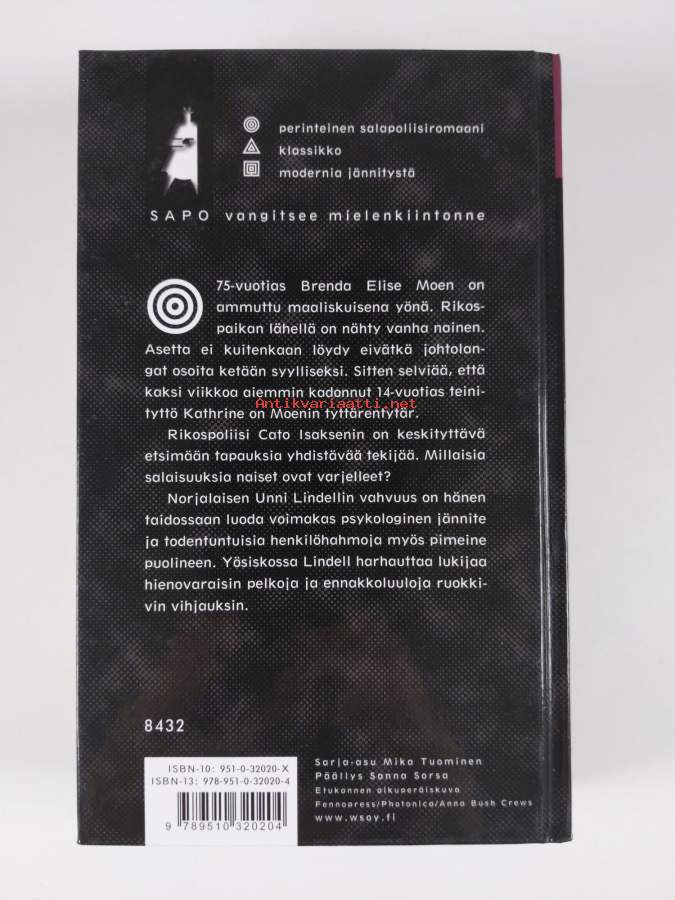 perinteinen salapoliisiromaani
klassikko
modernia jännitystä
SAPO vangitsee mielenkiintonne
75-vuotias Brenda Elise Moen on
ammuttu maaliskuisena yönä. Rikos-
paikan lähellä on nähty vanha nainen.
Asetta ei kuitenkaan löydy eivätkä johtolan-
gat osoita ketään syylliseksi. Sitten selviää, että
kaksi viikkoa aiemmin kadonnut 14-vuotias teini-
Antikvariaatti.net
tyttö Kathrine on Moenin tyttärentytär.
Rikospoliisi Cato Isaksenin on keskityttävä
etsimään tapauksia yhdistävää tekijää. Millaisia
salaisuuksia naiset ovat varjelleet?
Norjalaisen Unni Lindellin vahvuus on hänen
taidossaan luoda voimakas psykologinen jännite
ja todentuntuisia henkilöhahmoja myös pimeine
puolineen. Yösiskossa Lindell harhauttaa lukijaa
hienovaraisin pelkoja ja ennakkoluuloja ruokki-
vin vihjauksin.
8432
ISBN-10: 951-0-32020-X
ISBN-13: 978-951-0-32020-4
9 789510 320204
Sarja-asu Mika Tuominen
Päällys Sanna Sorsa
Etukannen alkuperäiskuva
Fennopress/Photonica/Anna Bush Crews
www.wsoy.fi